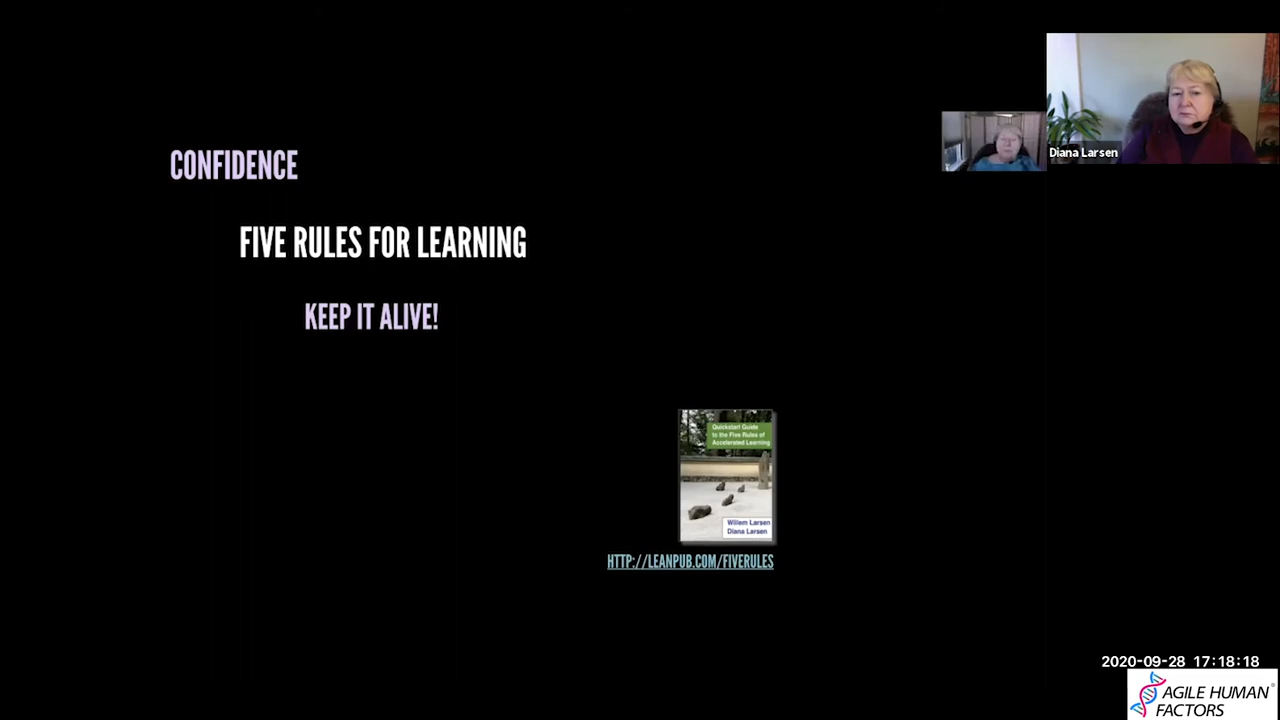 CONFIDENCE
FIVE RULES FOR LEARNING
KEEP IT ALIVE!
Diana Larsen
Quickstart Guide
to the Five Rules of
Accelerated Learning
Willem Larsen
Diana Larsen
HTTP://LEANPUB.COM/FIVERULES
2020-09-28 17:18:18
AGILE HUMAN
FACTORS